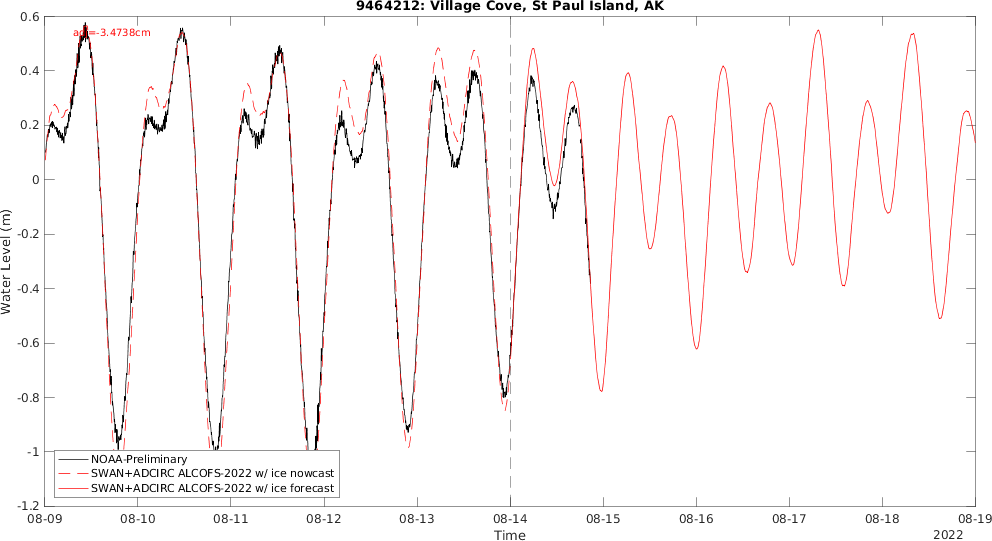 9464212: Village Cove, St Paul Island, AK
0.6
0.4
0.2
0
-0.2
-0.4
-0.6
-0.8
-1
-1.2
Water Level (m)
NOAA-Preliminary
SWAN+ADCIRC ALCOFS-2022 w/ ice nowcast
SWAN+ADCIRC ALCOFS-2022 w/ ice forecast
08-09 08-10 08-11 08-12 08-13 08-14 08-15 08-16 08-17 08-18 08-19
Time
2022